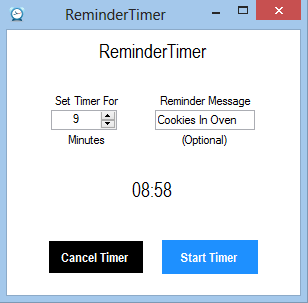 ReminderTimer
ReminderTimer
Set Timer For
Reminder Message
9
Cookies In Oven
Minutes
(Optional)
08:58
Cancel Timer
Start Timer